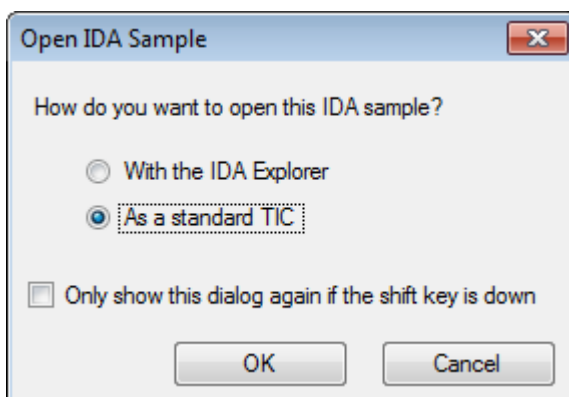 Open IDA Sample
How do you want to open this IDA sample?
With the IDA Explorer
As a standard TIC
Only show this dialog again if the shift key is down
OK
Cancel